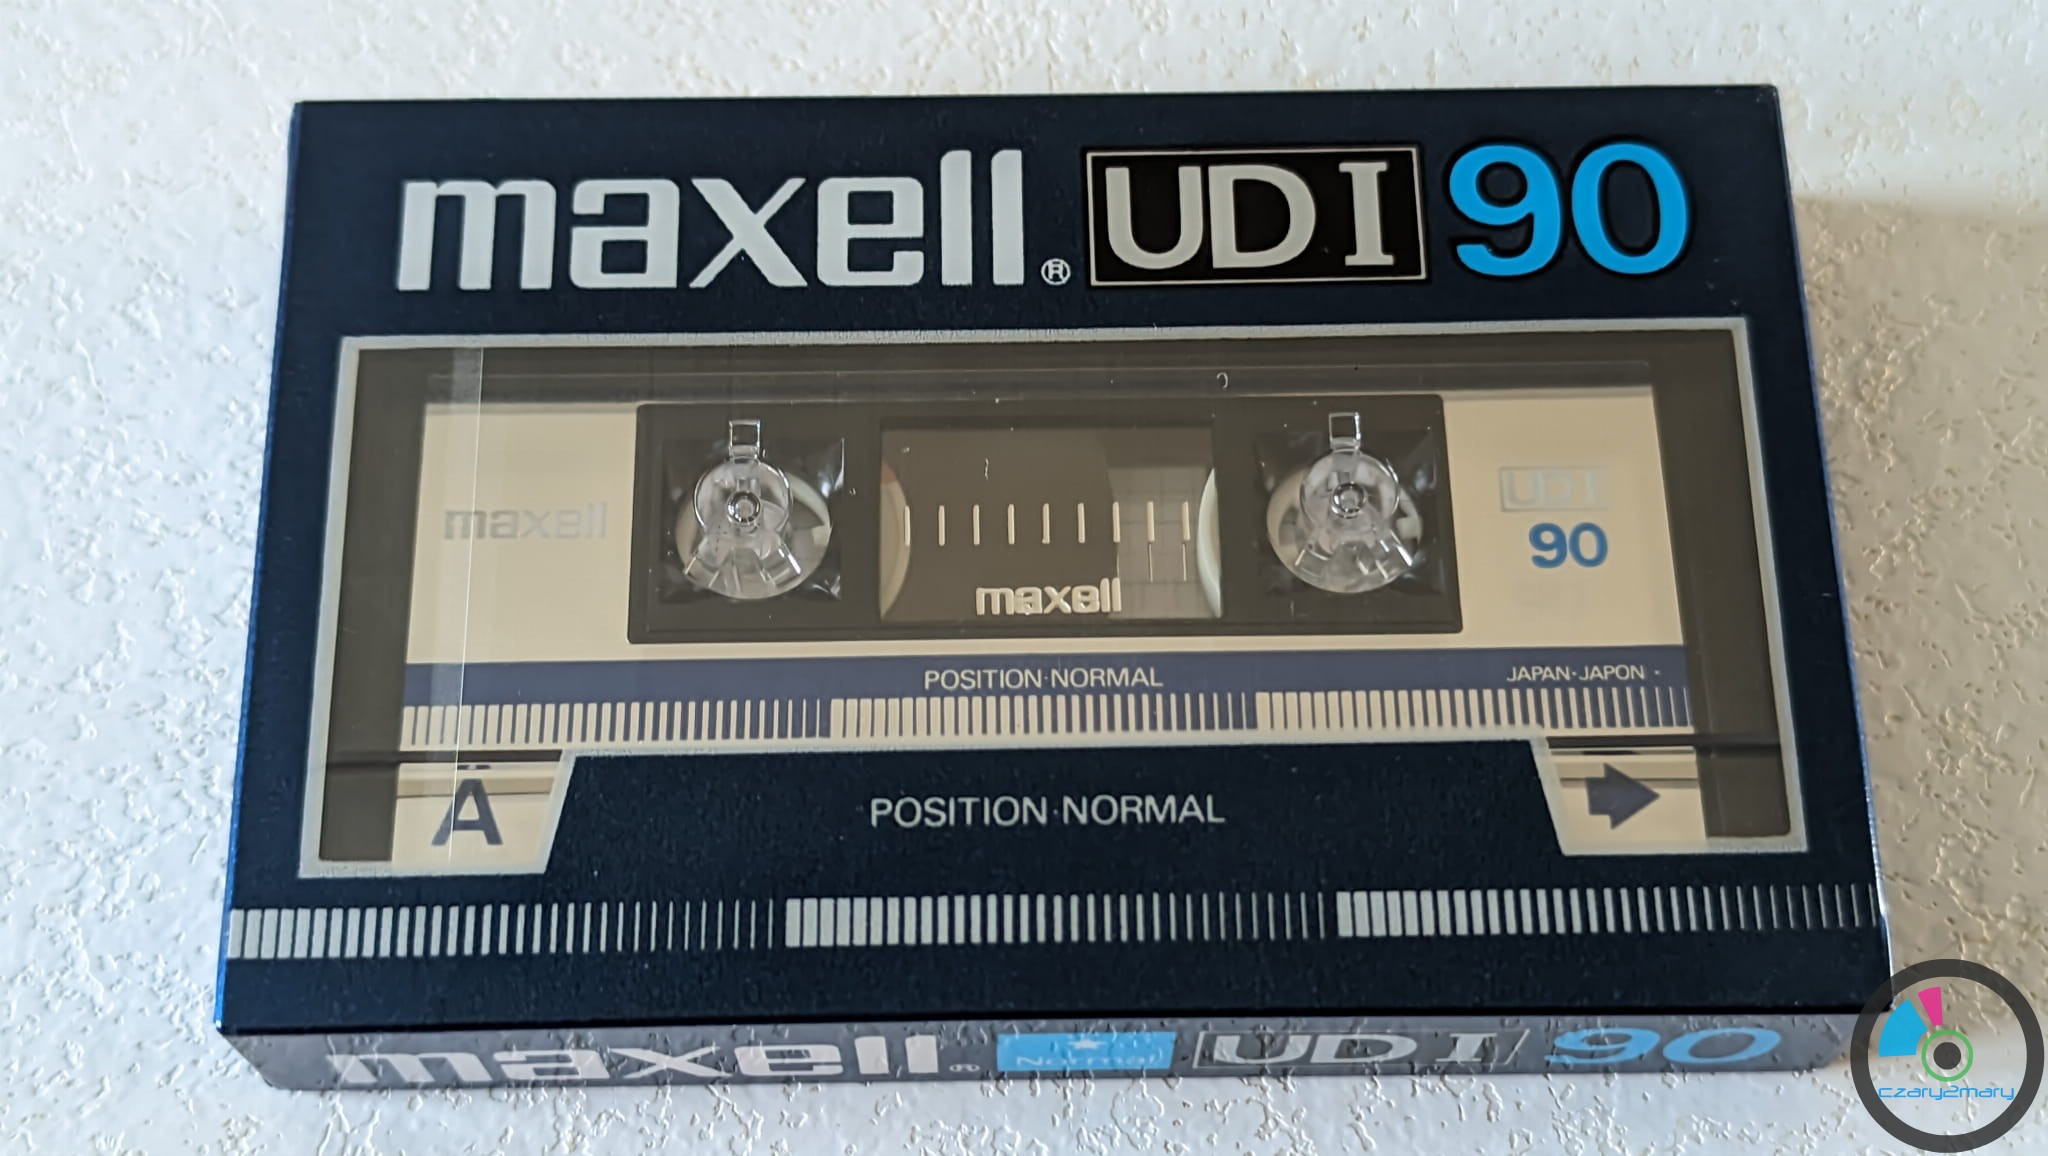 maxell® UD I 90
maxell
UD I
90
maxell
POSITION·NORMAL
JAPAN·JAPON
A
POSITION·NORMAL
maxell® Normal UD I 90
czary2mary